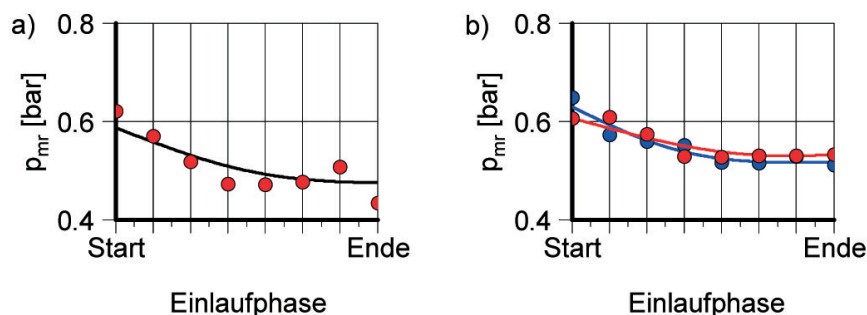 a)
0.8
0.6
0.4
p_mr [bar]
Start
Ende
Einlaufphase
b)
0.8
0.6
0.4
p_mr [bar]
Start
Ende
Einlaufphase